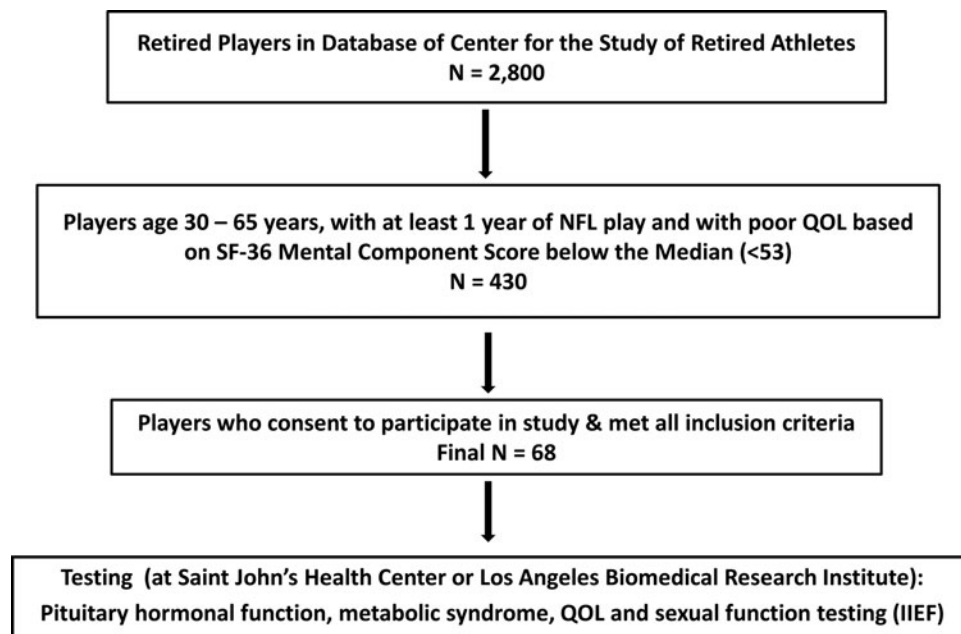 Retired Players in Database of Center for the Study of Retired Athletes
N = 2,800
Players age 30 – 65 years, with at least 1 year of NFL play and with poor QOL based
on SF-36 Mental Component Score below the Median (<53)
N = 430
Players who consent to participate in study & met all inclusion criteria
Final N = 68
Testing (at Saint John's Health Center or Los Angeles Biomedical Research Institute):
Pituitary hormonal function, metabolic syndrome, QOL and sexual function testing (IIEF)